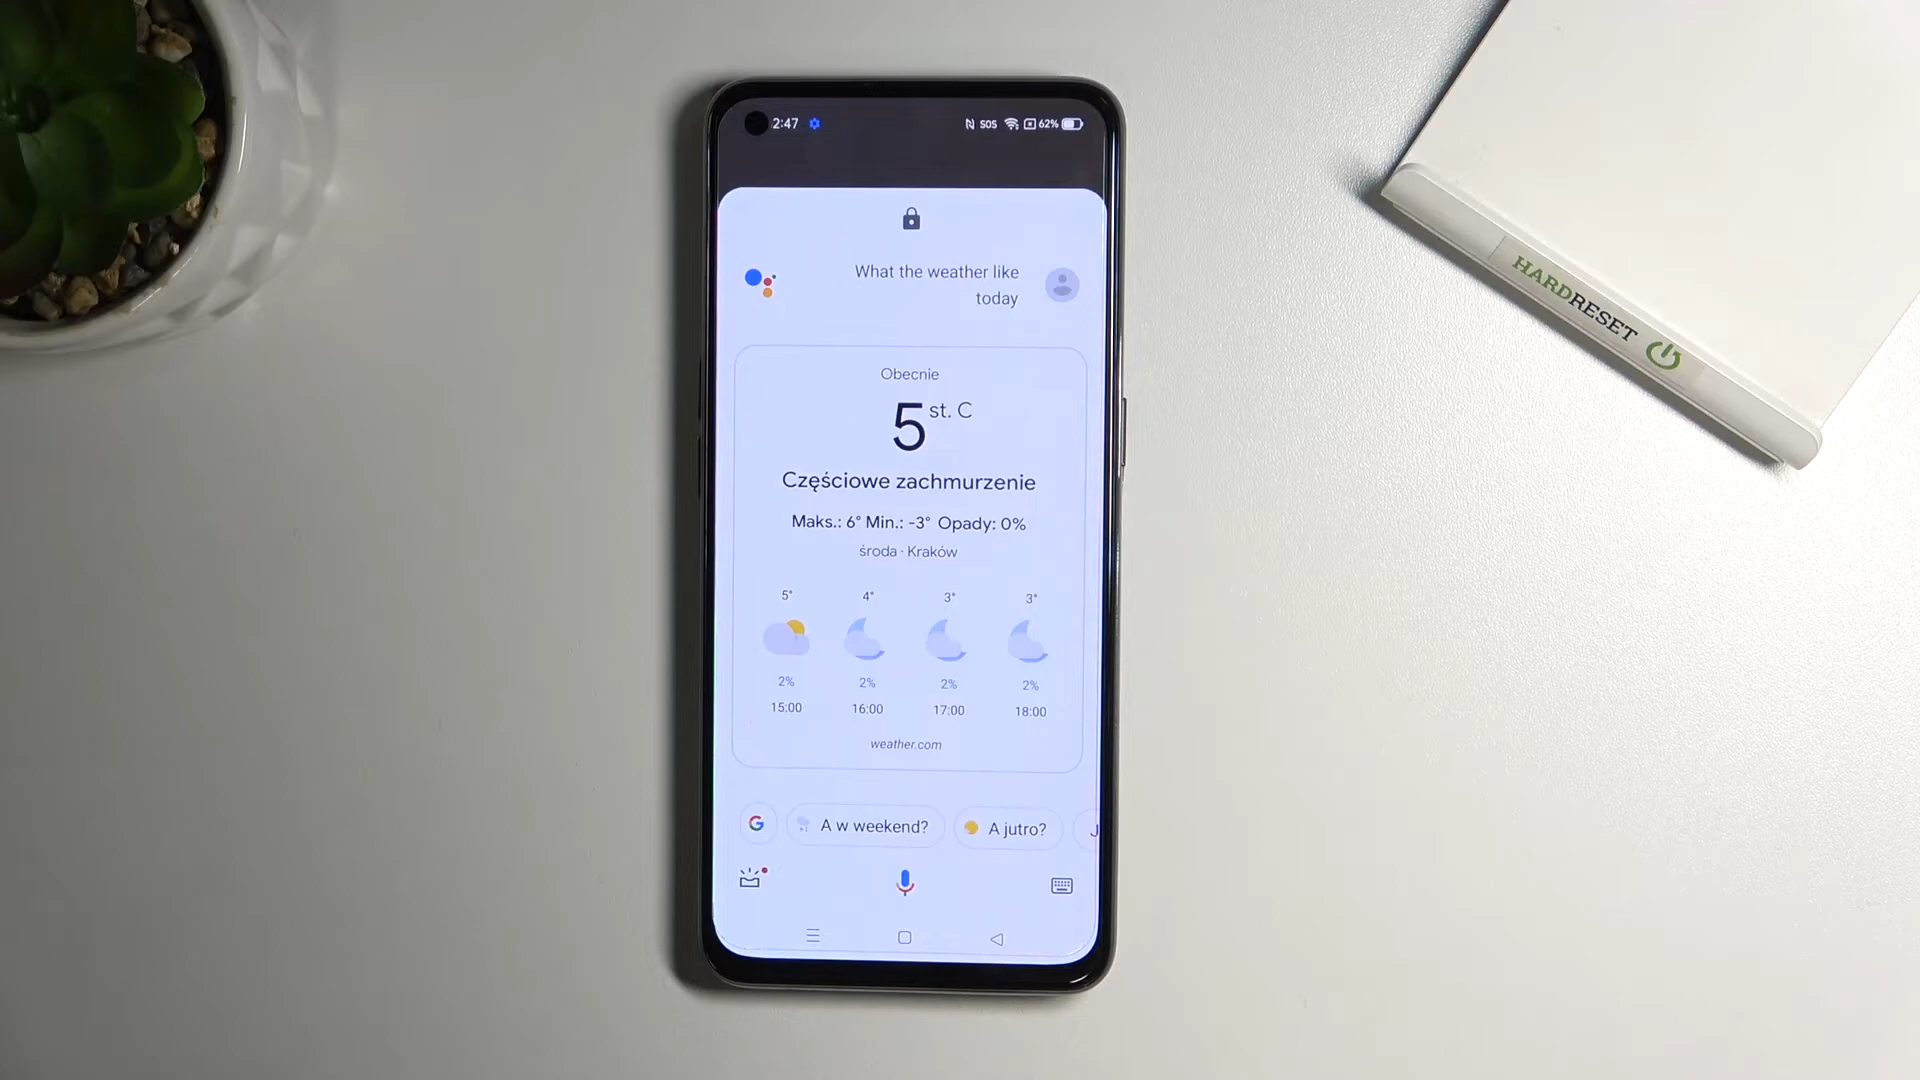 2:47
SOS
62%
What the weather like
today
Obecnie
5 st. C
Częściowe zachmurzenie
Maks.: 6° Min.: -3° Opady: 0%
środa · Kraków
5° 4° 3° 3°
2% 2% 2% 2%
15:00 16:00 17:00 18:00
weather.com
G A w weekend? A jutro? J
HARDRESET